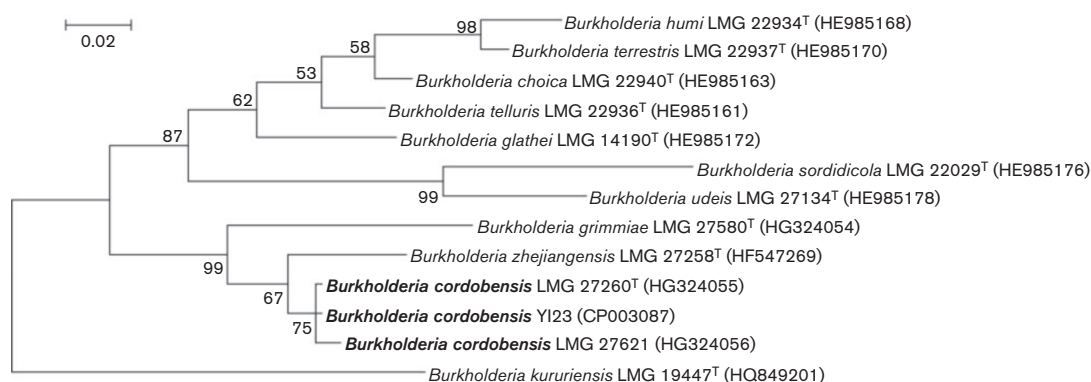 Burkholderia humi LMG 22934ᵀ (HE985168)
98
58
Burkholderia terrestris LMG 22937ᵀ (HE985170)
0.02
53
Burkholderia choica LMG 22940ᵀ (HE985163)
62
Burkholderia telluris LMG 22936ᵀ (HE985161)
87
Burkholderia glathei LMG 14190ᵀ (HE985172)
Burkholderia sordidicola LMG 22029ᵀ (HE985176)
99
Burkholderia udeis LMG 27134ᵀ (HE985178)
Burkholderia grimmiae LMG 27580ᵀ (HG324054)
99
Burkholderia zhejiangensis LMG 27258ᵀ (HF547269)
67
Burkholderia cordobensis LMG 27260ᵀ (HG324055)
Burkholderia cordobensis YI23 (CP003087)
75
Burkholderia cordobensis LMG 27621 (HG324056)
Burkholderia kururiensis LMG 19447ᵀ (HQ849201)